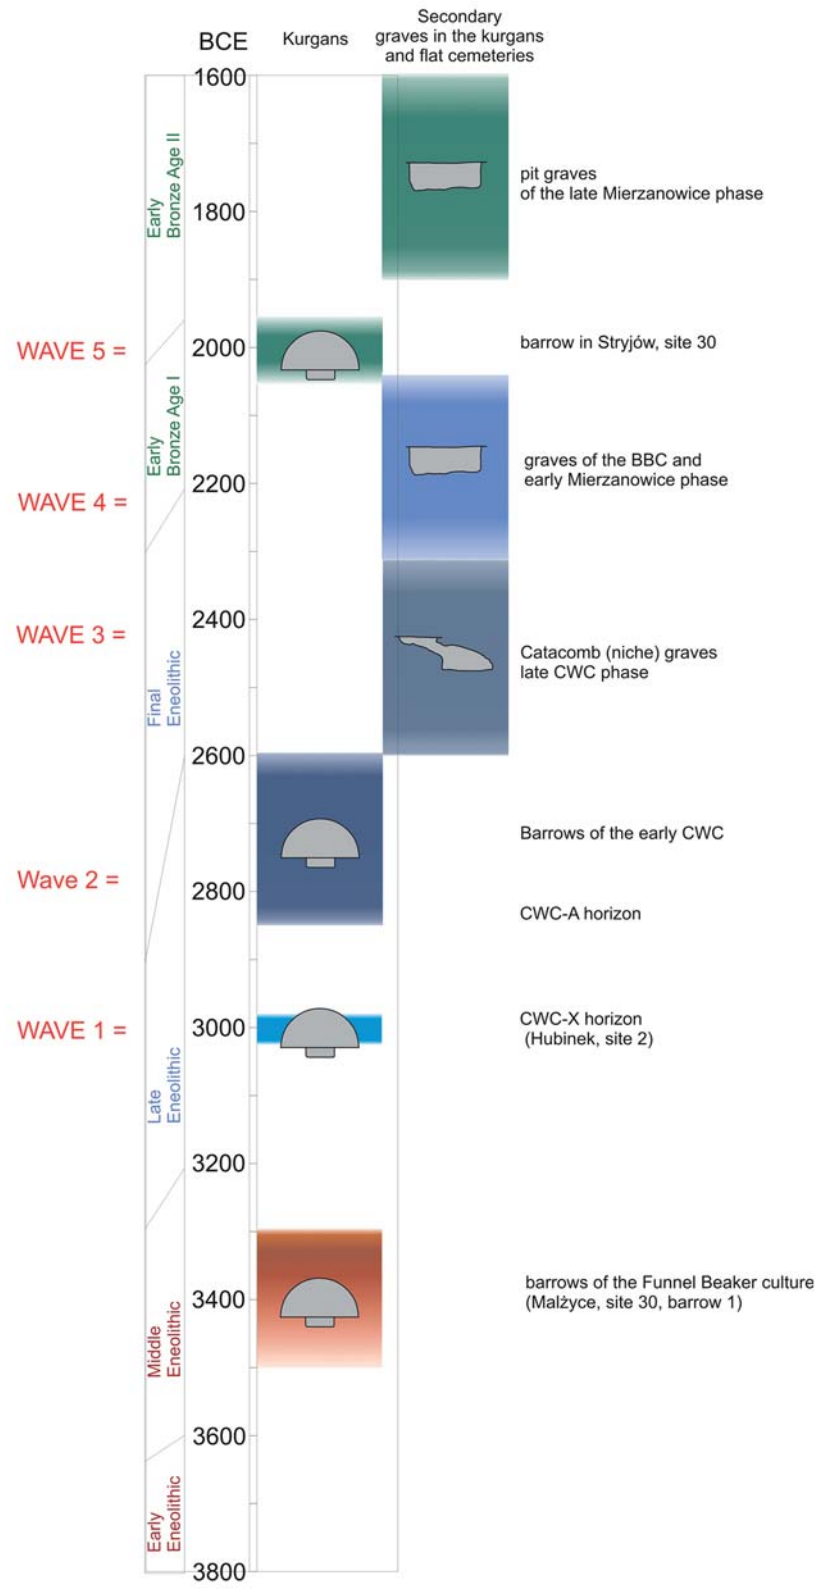 BCE
Kurgans
Secondary
graves in the kurgans
and flat cemeteries
1600
Early
Bronze Age II
pit graves
of the late Mierzanowice phase
1800
WAVE 5 =
2000
barrow in Stryjów, site 30
Early
Bronze Age I
graves of the BBC and
early Mierzanowice phase
2200
WAVE 4 =
2400
WAVE 3 =
Final
Eneolithic
Catacomb (niche) graves
late CWC phase
2600
Barrows of the early CWC
Wave 2 =
2800
CWC-A horizon
WAVE 1 =
3000
CWC-X horizon
(Hubinek, site 2)
Late
Eneolithic
3200
barrows of the Funnel Beaker culture
(Malżyce, site 30, barrow 1)
3400
Middle
Eneolithic
3600
Early
Eneolithic
3800